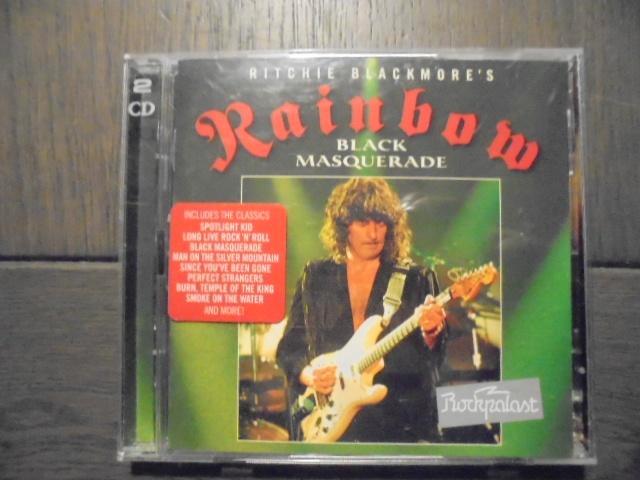 2
CD
RITCHIE BLACKMORE'S
Rainbow
BLACK
MASQUERADE
INCLUDES THE CLASSICS
SPOTLIGHT KID
LONG LIVE ROCK 'N' ROLL
BLACK MASQUERADE
MAN ON THE SILVER MOUNTAIN
SINCE YOU'VE BEEN GONE
PERFECT STRANGERS
BURN, TEMPLE OF THE KING
SMOKE ON THE WATER
AND MORE!
Rockpalast